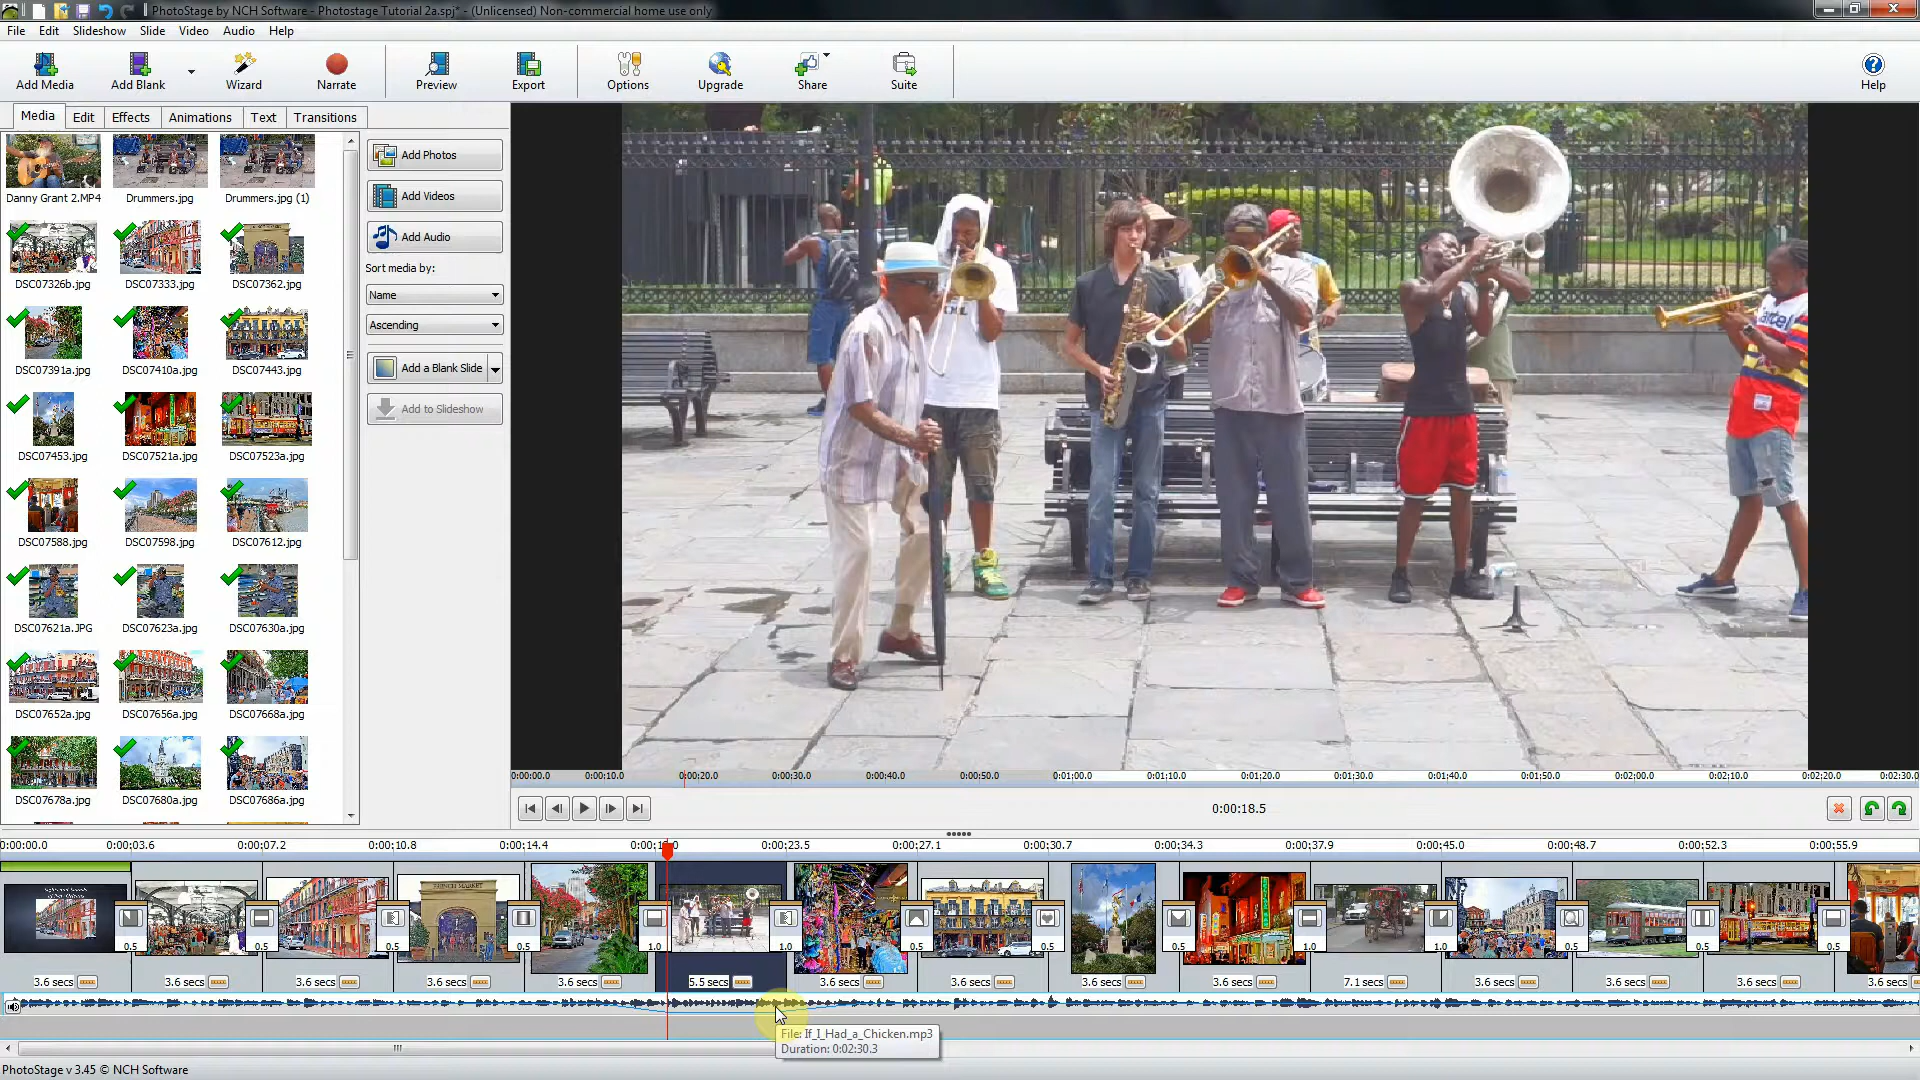 PhotoStage by NCH Software - Photostage Tutorial 2a.spj* - (Unlicensed) Non-commercial home use only
File Edit Slideshow Slide Video Audio Help
Add Media Add Blank Wizard Narrate Preview Export Options Upgrade Share Suite Help
Media Edit Effects Animations Text Transitions
Danny Grant 2.MP4 Drummers.jpg Drummers.jpg (1)
DSC07326b.jpg DSC07333.jpg DSC07362.jpg
DSC07391a.jpg DSC07410a.jpg DSC07443.jpg
DSC07453.jpg DSC07521a.jpg DSC07523a.jpg
DSC07588.jpg DSC07598.jpg DSC07612.jpg
DSC07621a.JPG DSC07623a.jpg DSC07630a.jpg
DSC07652a.jpg DSC07656a.jpg DSC07668a.jpg
DSC07678a.jpg DSC07680a.jpg DSC07686a.jpg
Add Photos
Add Videos
Add Audio
Sort media by:
Name
Ascending
Add a Blank Slide
Add to Slideshow
0:00:00.0 0:00:10.0 0:00:20.0 0:00:30.0 0:00:40.0 0:00:50.0 0:01:00.0 0:01:10.0 0:01:20.0 0:01:30.0 0:01:40.0 0:01:50.0 0:02:00.0 0:02:10.0 0:02:20.0 0:02:30.0
0:00:18.5
0:00:00.0 0:00:03.6 0:00:07.2 0:00:10.8 0:00:14.4 0:00:23.5 0:00:27.1 0:00:30.7 0:00:34.3 0:00:37.9 0:00:45.0 0:00:48.7 0:00:52.3 0:00:55.9
FRENCH MARKET
0.5 0.5 0.5 0.5 1.0 1.0 0.5 0.5 0.5 1.0 1.0 0.5 0.5 0.5
3.6 secs 3.6 secs 3.6 secs 3.6 secs 3.6 secs 5.5 secs 3.6 secs 3.6 secs 3.6 secs 3.6 secs 7.1 secs 3.6 secs 3.6 secs 3.6 secs 3.6 secs
File: If_I_Had_a_Chicken.mp3
Duration: 0:02:30.3
PhotoStage v 3.45 © NCH Software